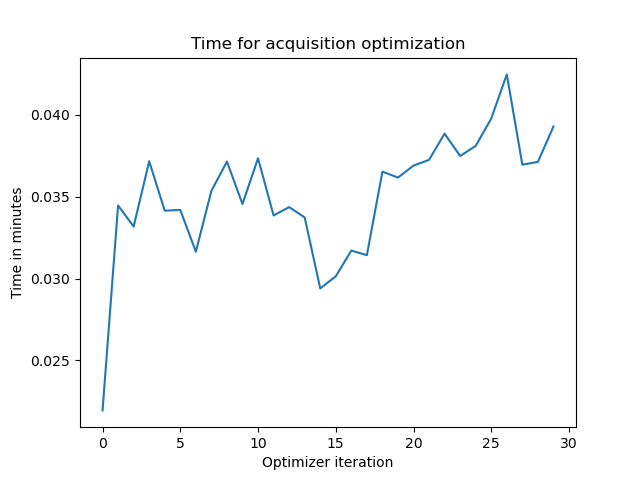 Time for acquisition optimization
0.040
0.035
0.030
0.025
Time in minutes
0 5 10 15 20 25 30
Optimizer iteration